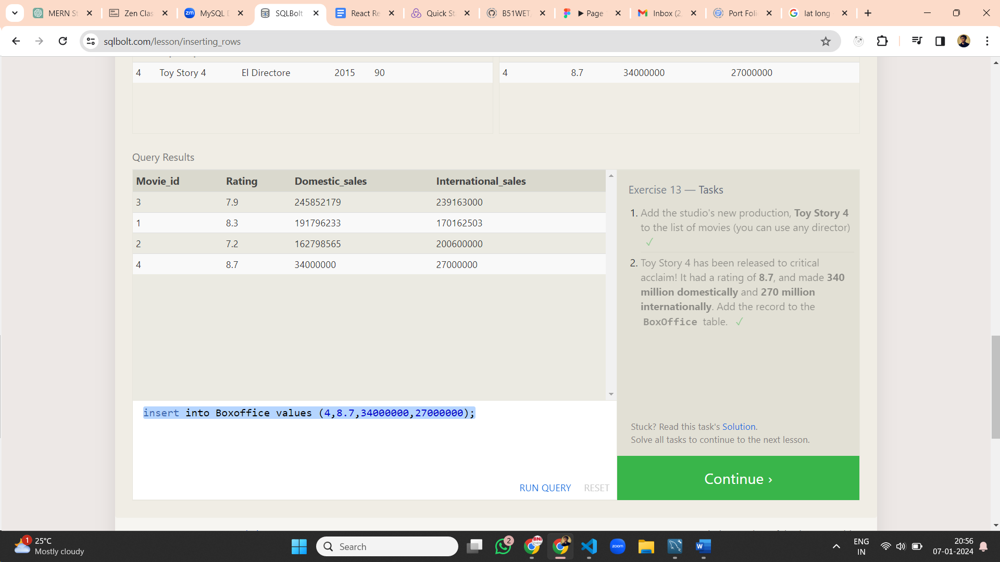 MERN St
Zen Clas
MySQL D
SQLBolt
React Re
Quick St
B51WET
Page
Inbox (2
Port Foli
lat long
sqlbolt.com/lesson/inserting_rows
4 Toy Story 4 El Directore 2015 90
4 8.7 34000000 27000000
Query Results
Movie_id Rating Domestic_sales International_sales
3 7.9 245852179 239163000
1 8.3 191796233 170162503
2 7.2 162798565 200600000
4 8.7 34000000 27000000
insert into Boxoffice values (4,8.7,34000000,27000000);
RUN QUERY RESET
Exercise 13 — Tasks
1. Add the studio's new production, Toy Story 4
to the list of movies (you can use any director)
✓
2. Toy Story 4 has been released to critical
acclaim! It had a rating of 8.7, and made 340
million domestically and 270 million
internationally. Add the record to the
BoxOffice table. ✓
Stuck? Read this task's Solution.
Solve all tasks to continue to the next lesson.
Continue ›
1
25°C
Mostly cloudy
Search
2
zoom
ENG
IN
20:56
07-01-2024